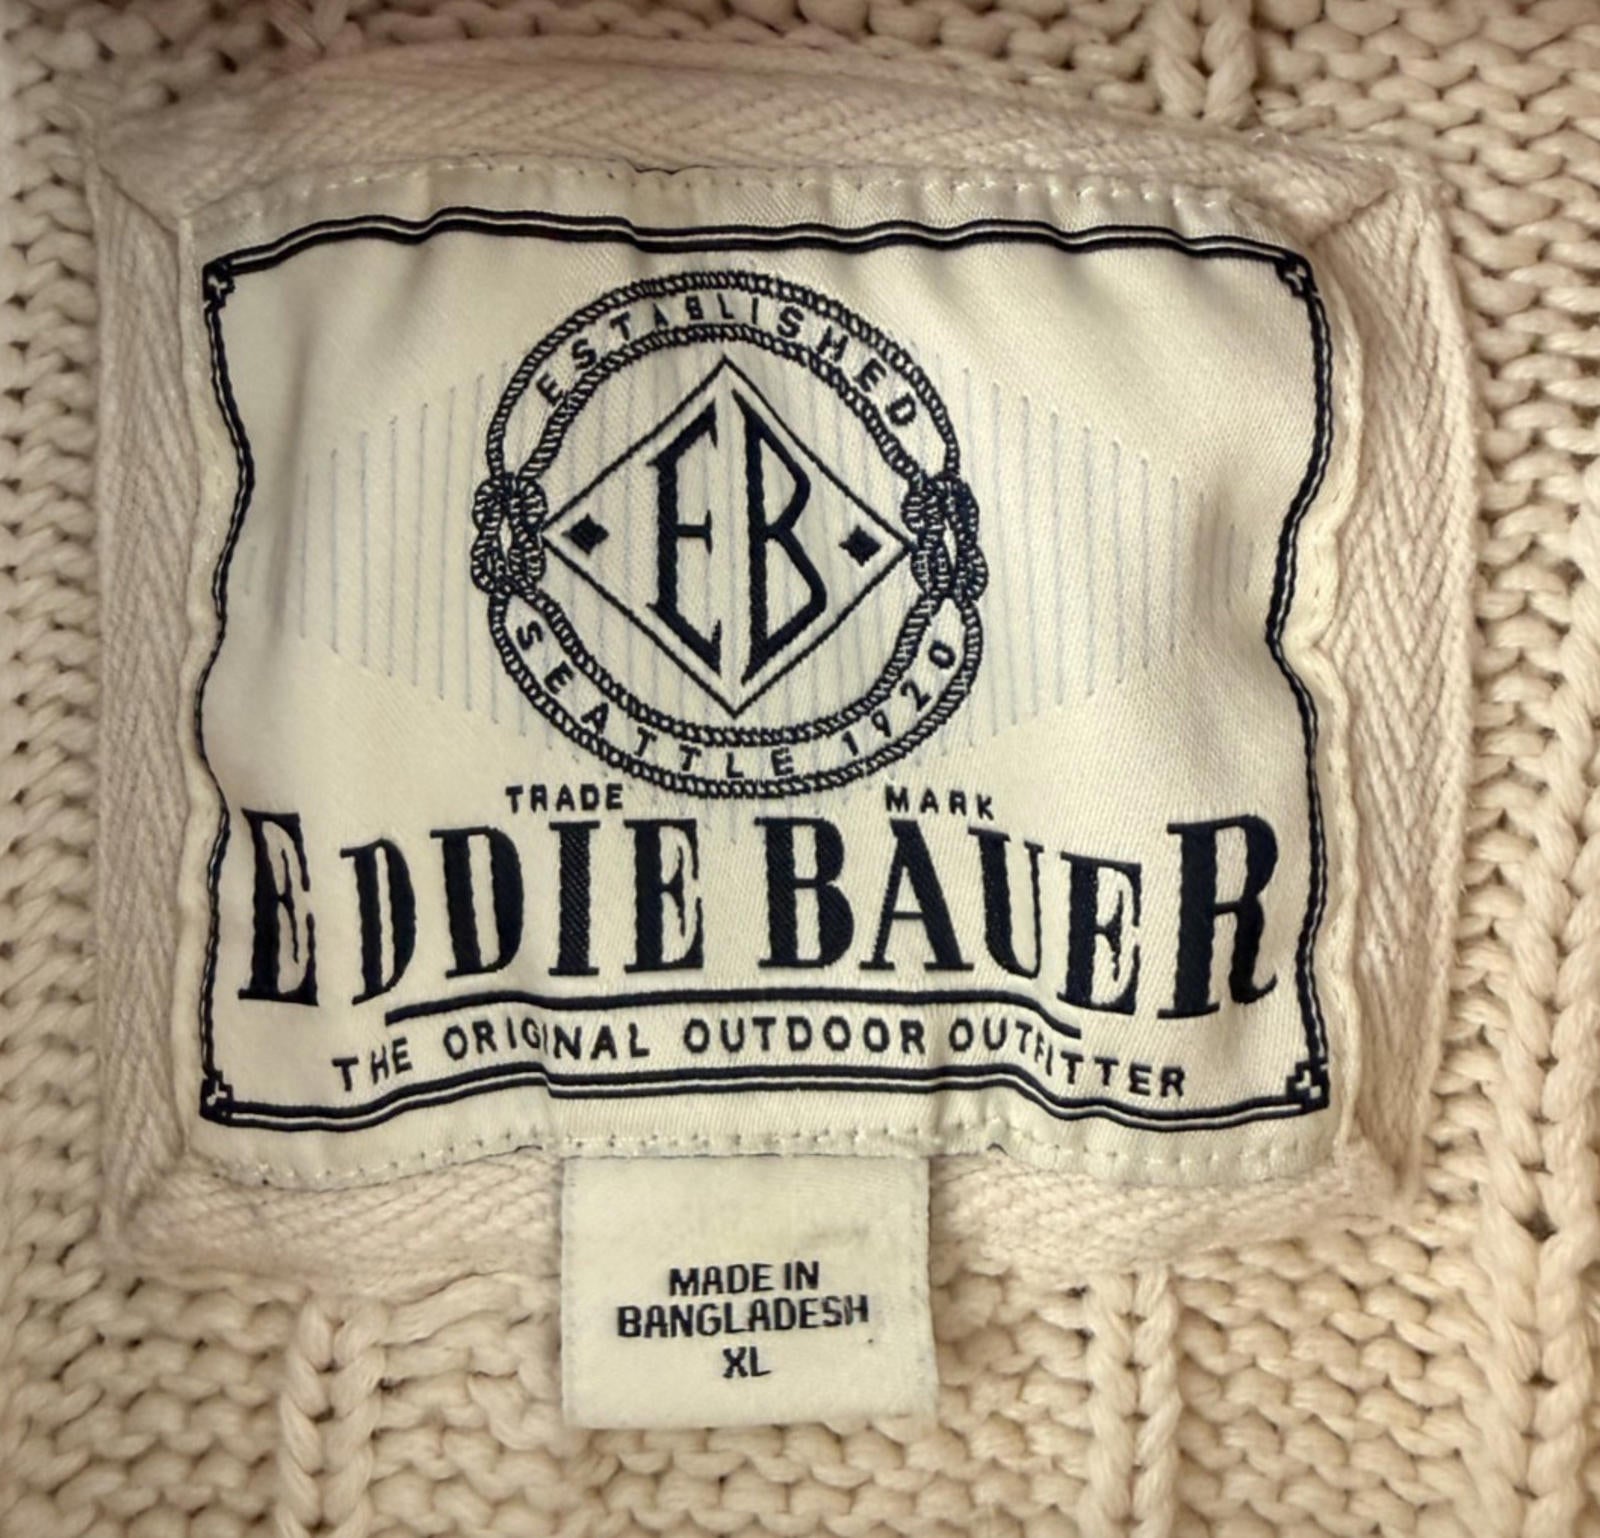 ESTABLISHED
EB
SEATTLE 1920
TRADE MARK
EDDIE BAUER
THE ORIGINAL OUTDOOR OUTFITTER
MADE IN
BANGLADESH
XL